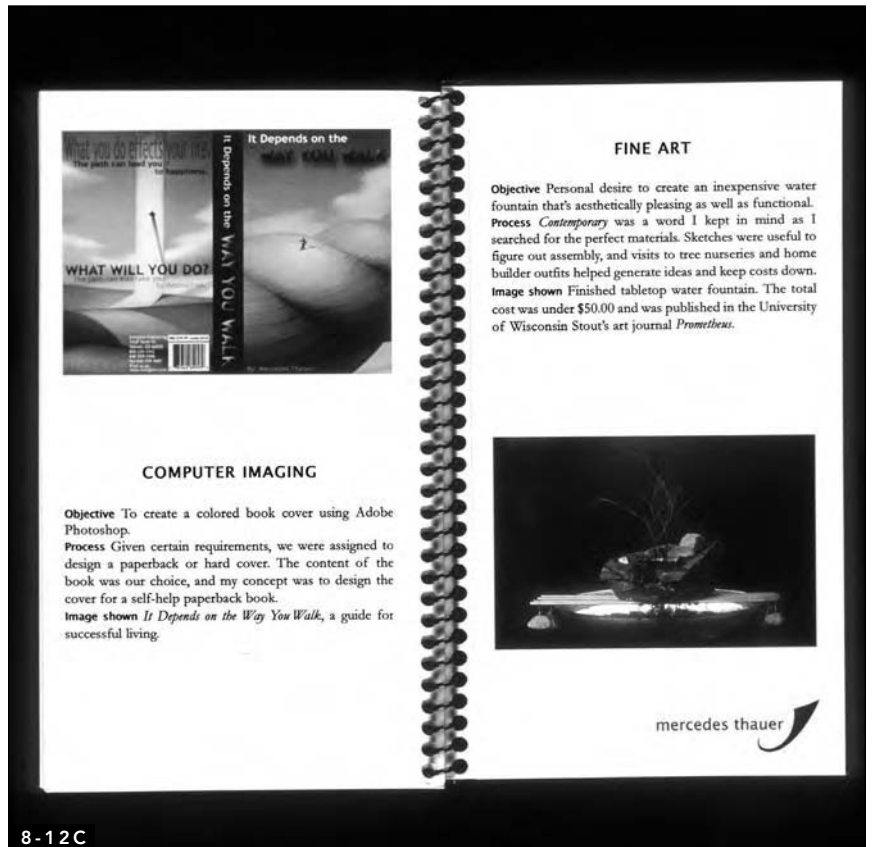 What you do effects your life.
The path can lead you
to happiness.
WHAT WILL YOU DO?
It Depends on the WAY YOU WALK
It Depends on the
WAY YOU WALK
By Mercedes Thauer
COMPUTER IMAGING
Objective To create a colored book cover using Adobe
Photoshop.
Process Given certain requirements, we were assigned to
design a paperback or hard cover. The content of the
book was our choice, and my concept was to design the
cover for a self-help paperback book.
Image shown It Depends on the Way You Walk, a guide for
successful living.
FINE ART
Objective Personal desire to create an inexpensive water
fountain that's aesthetically pleasing as well as functional.
Process Contemporary was a word I kept in mind as I
searched for the perfect materials. Sketches were useful to
figure out assembly, and visits to tree nurseries and home
builder outfits helped generate ideas and keep costs down.
Image shown Finished tabletop water fountain. The total
cost was under $50.00 and was published in the University
of Wisconsin Stout's art journal Prometheus.
mercedes thauer
8-12C